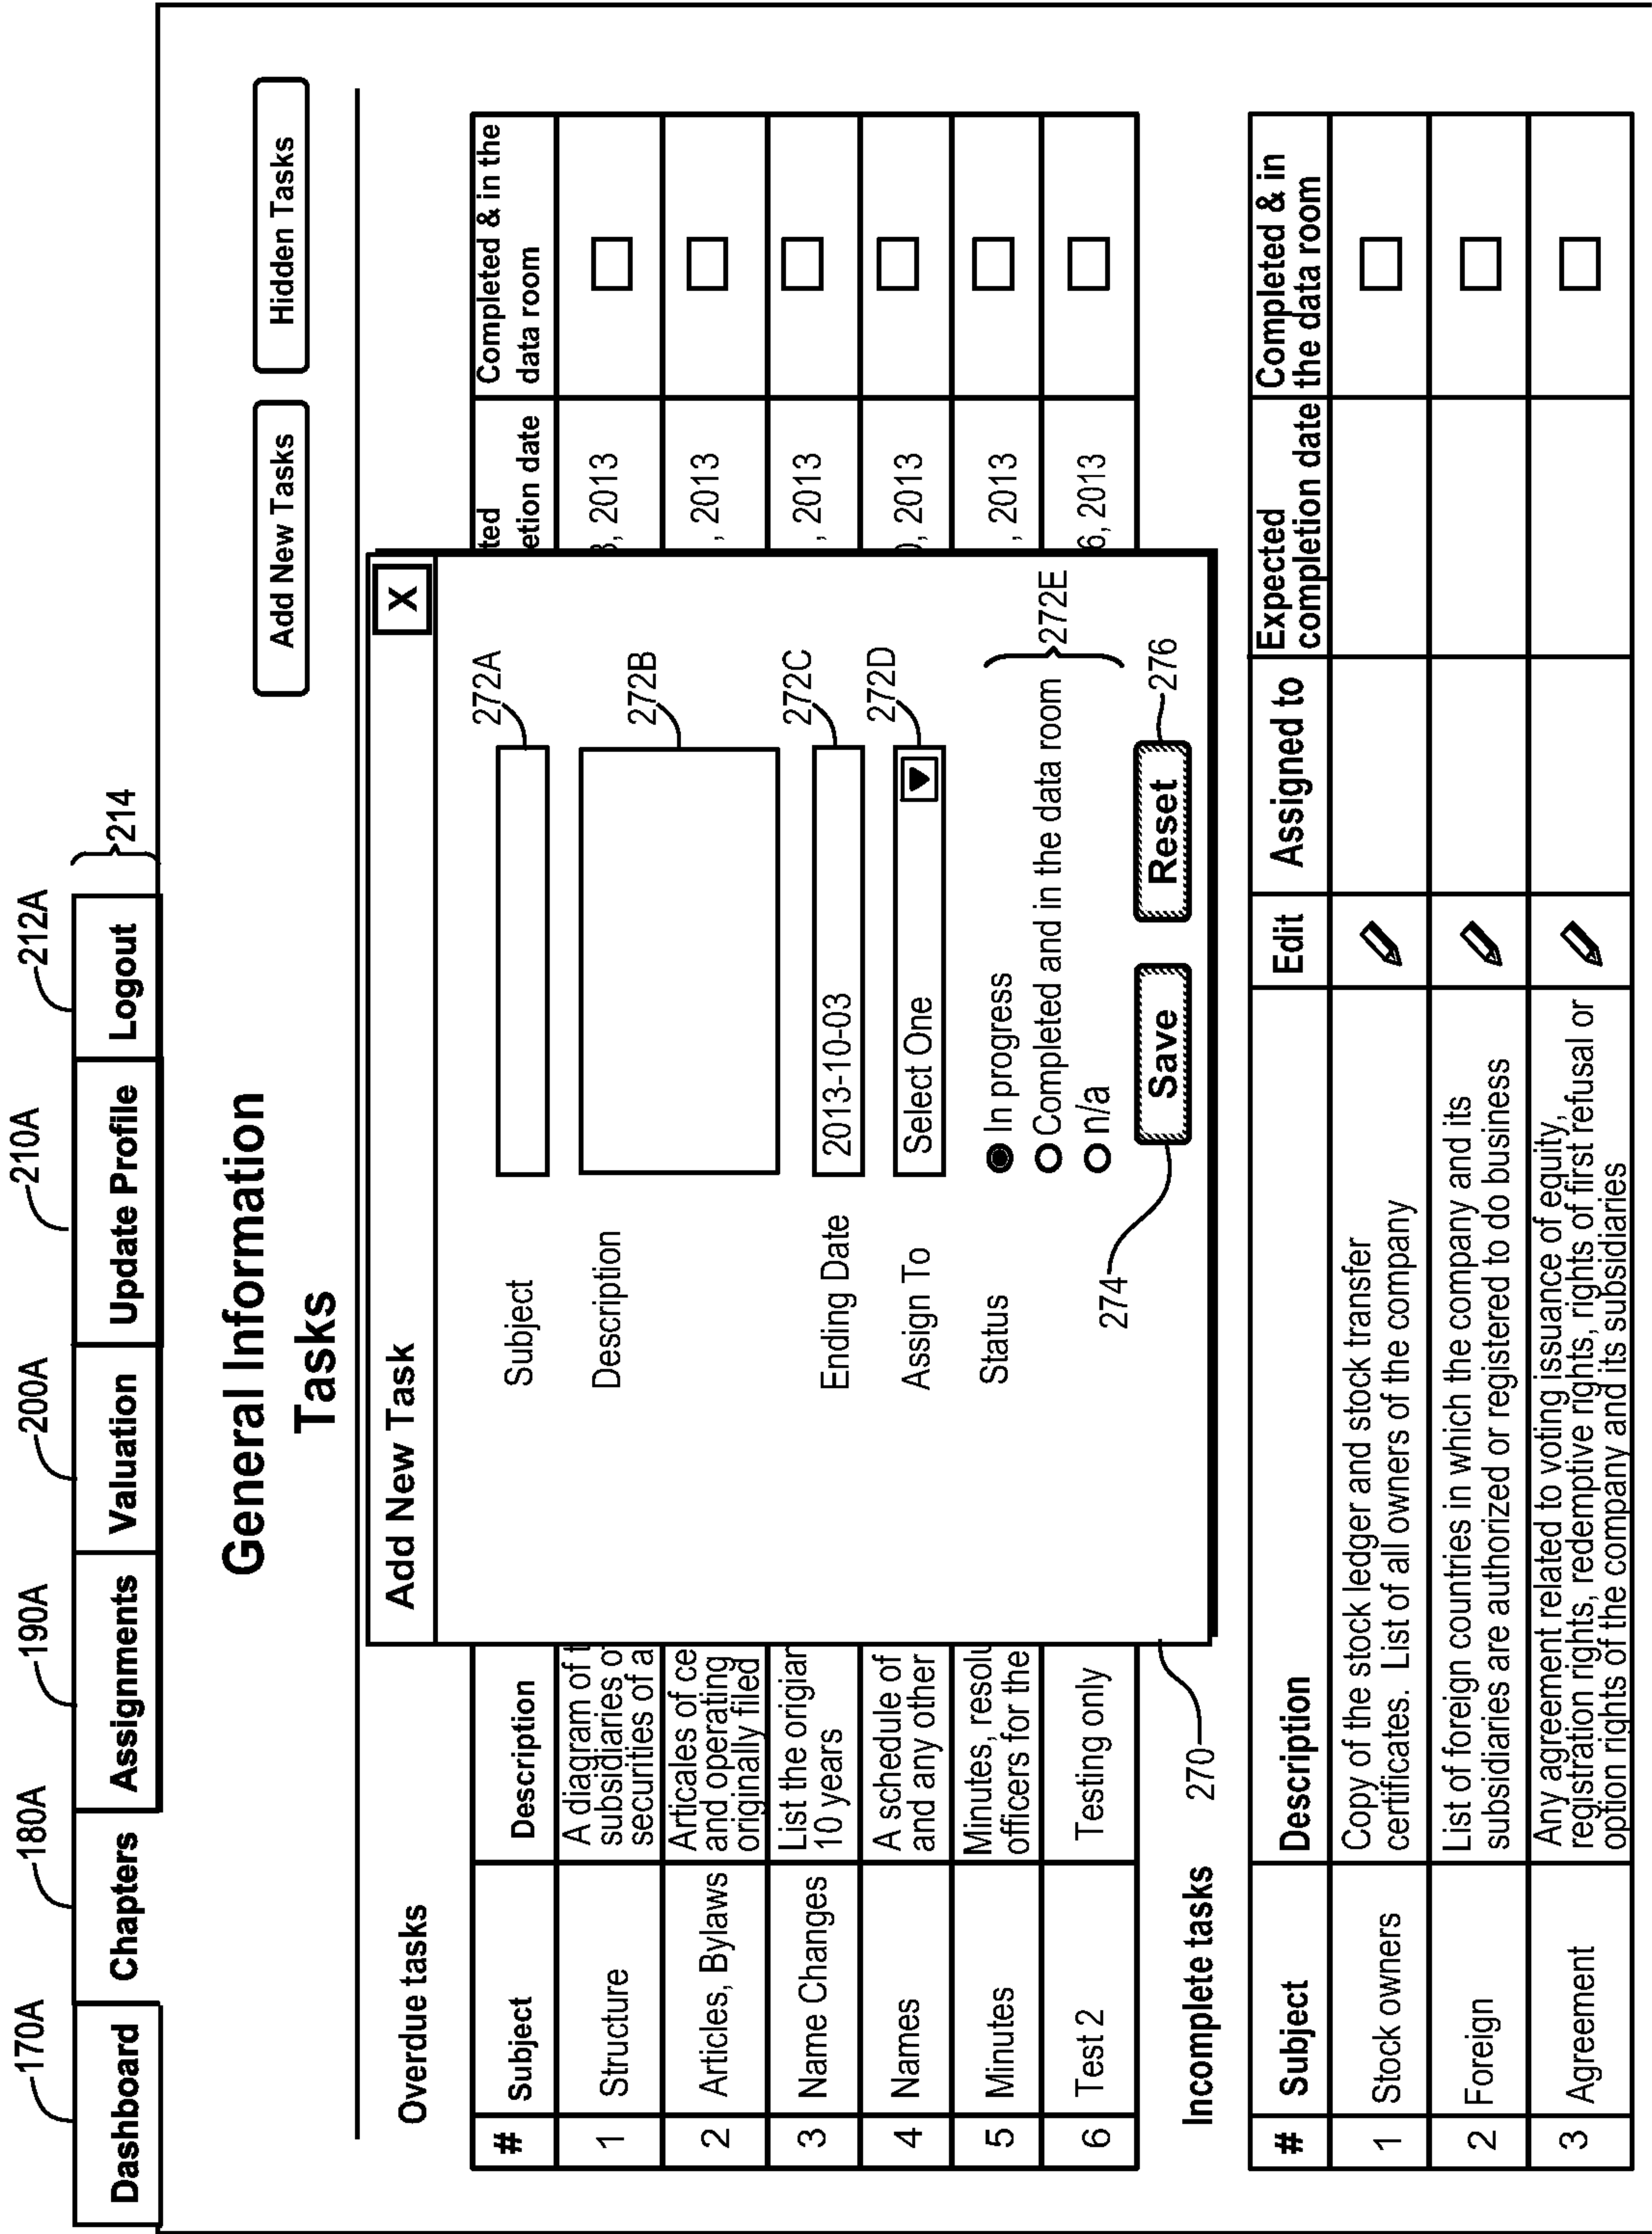 170A 180A 190A 200A 210A 212A
Dashboard Chapters Assignments Valuation Update Profile Logout 214
General Information
Tasks
Add New Tasks Hidden Tasks
Overdue tasks
# Subject Description ted etion date Completed & in the data room
1 Structure A diagram of t
subsidiaries o
securities of a
3, 2013
2 Articles, Bylaws Articales of ce
and operating
originally filed
, 2013
3 Name Changes List the origian
10 years
, 2013
4 Names A schedule of
and any other
0, 2013
5 Minutes Minutes, resolu
officers for the
, 2013
6 Test 2 Testing only 6, 2013
Add New Task X
Subject 272A
Description 272B
Ending Date 2013-10-03 272C
Assign To Select One 272D
Status In progress
Completed and in the data room 272E
n/a
274 Save Reset 276
270
Incomplete tasks
# Subject Description Edit Assigned to Expected completion date Completed & in the data room
1 Stock owners Copy of the stock ledger and stock transfer
certificates. List of all owners of the company
2 Foreign List of foreign countries in which the company and its
subsidiaries are authorized or registered to do business
3 Agreement Any agreement related to voting issuance of equity,
registration rights, redemptive rights, rights of first refusal or
option rights of the company and its subsidiaries